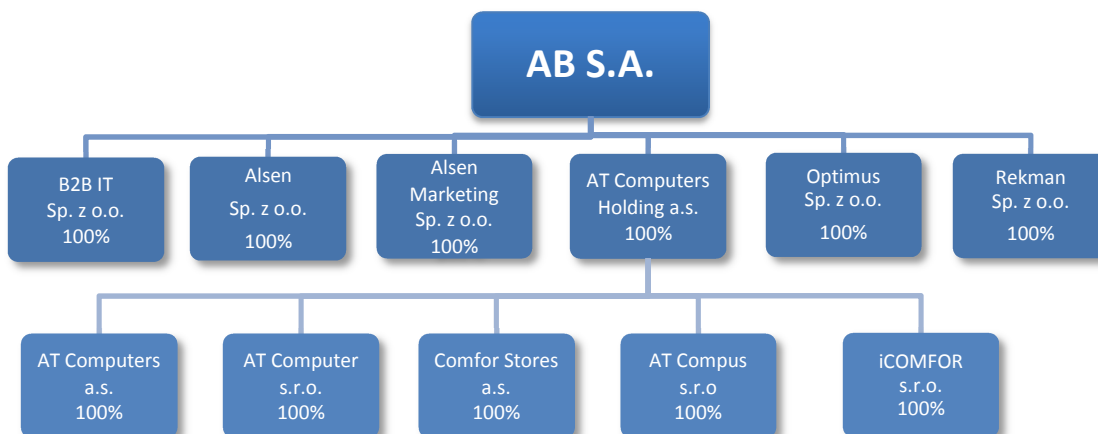 AB S.A.
B2B IT
Sp. z o.o.
100%
Alsen
Sp. z o.o.
100%
Alsen
Marketing
Sp. z o.o.
100%
AT Computers
Holding a.s.
100%
Optimus
Sp. z o.o.
100%
Rekman
Sp. z o.o.
100%
AT Computers
a.s.
100%
AT Computer
s.r.o.
100%
Comfor Stores
a.s.
100%
AT Compus
s.r.o
100%
iCOMFOR
s.r.o.
100%